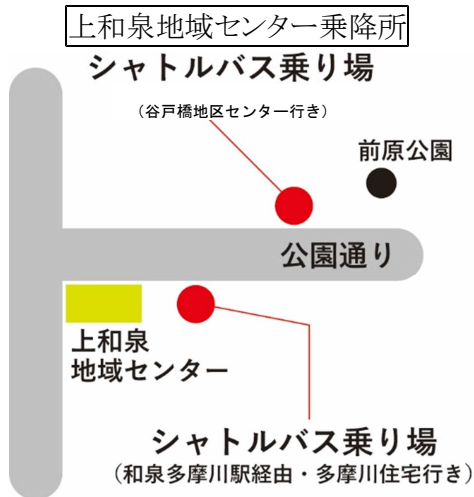 上和泉地域センター乗降所
シャトルバス乗り場
（谷戸橋地区センター行き）
前原公園
公園通り
上和泉
地域センター
シャトルバス乗り場
（和泉多摩川駅経由・多摩川住宅行き）